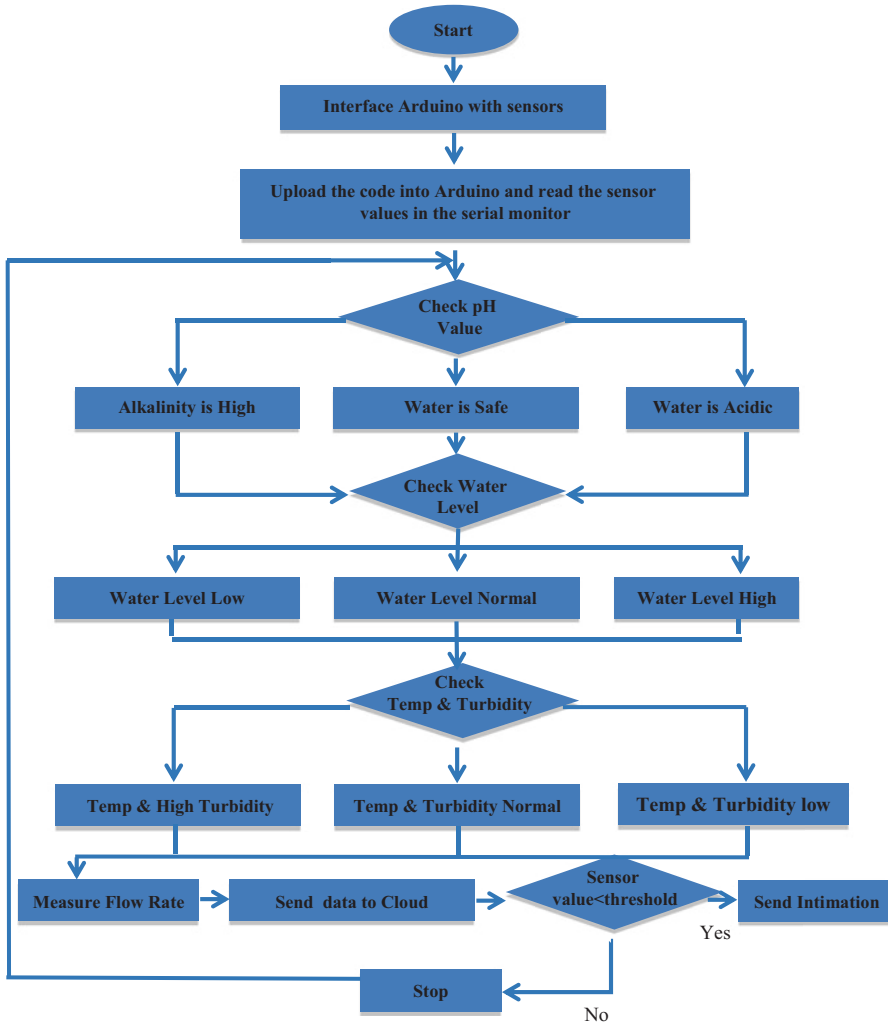 Start
Interface Arduino with sensors
Upload the code into Arduino and read the sensor
values in the serial monitor
Check pH
Value
Alkalinity is High
Water is Safe
Water is Acidic
Check Water
Level
Water Level Low
Water Level Normal
Water Level High
Check
Temp & Turbidity
Temp & High Turbidity
Temp & Turbidity Normal
Temp & Turbidity low
Measure Flow Rate
Send data to Cloud
Sensor
value<threshold
Send Intimation
Yes
Stop
No